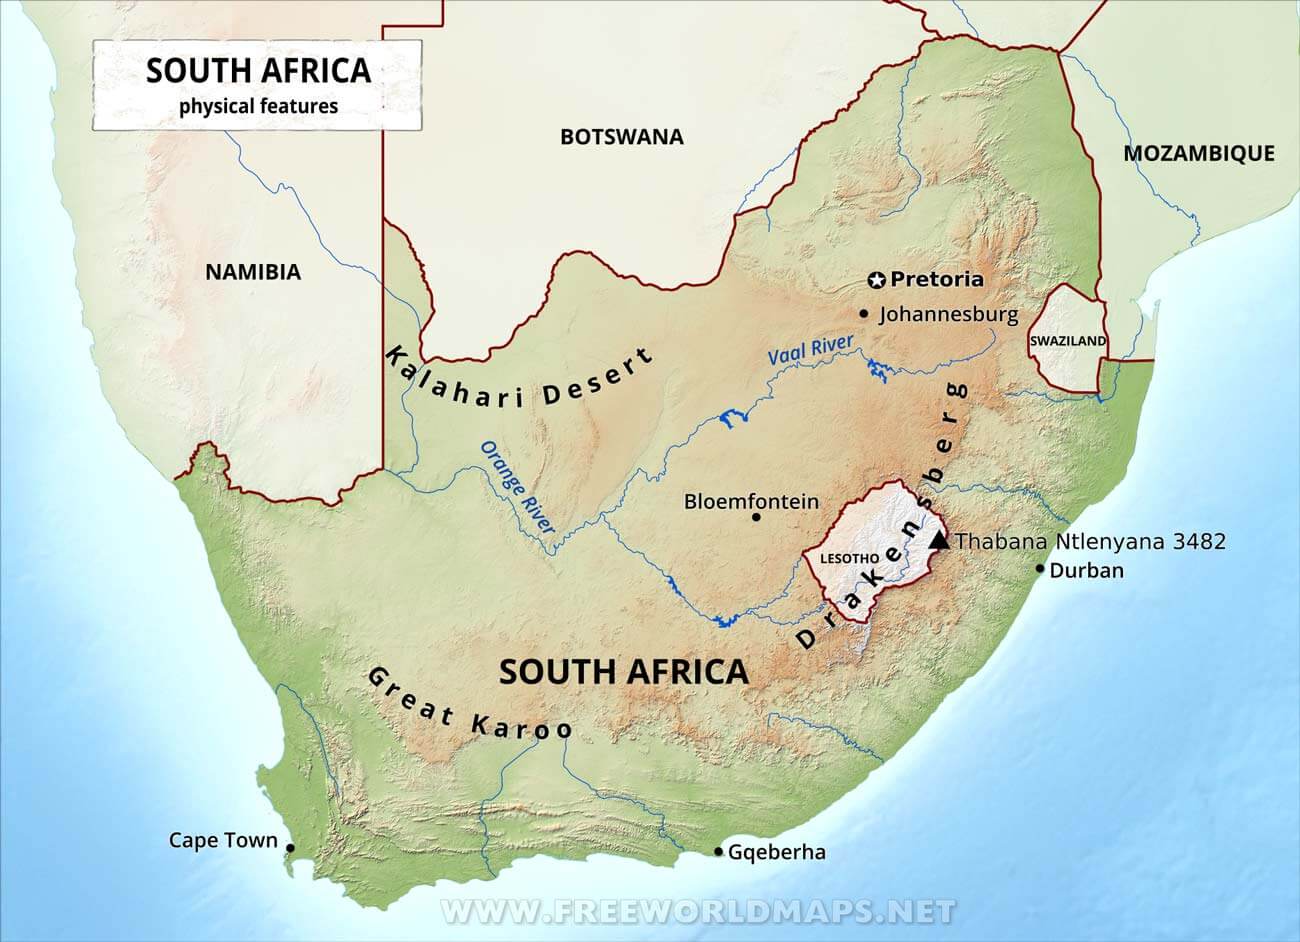 SOUTH AFRICA
physical features
BOTSWANA
MOZAMBIQUE
NAMIBIA
Pretoria
Johannesburg
SWAZILAND
Vaal River
Kalahari Desert
Orange River
Bloemfontein
Drakensberg
LESOTHO
Thabana Ntlenyana 3482
Durban
SOUTH AFRICA
Great Karoo
Cape Town
Gqeberha
WWW.FREEWORLDMAPS.NET